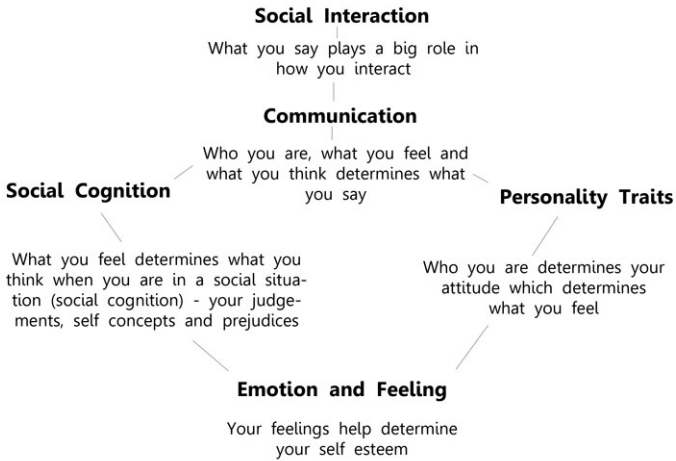 Social Interaction
What you say plays a big role in
how you interact
Communication
Who you are, what you feel and
what you think determines what
you say
Social Cognition
Personality Traits
What you feel determines what you
think when you are in a social situa-
tion (social cognition) - your judge-
ments, self concepts and prejudices
Who you are determines your
attitude which determines
what you feel
Emotion and Feeling
Your feelings help determine
your self esteem